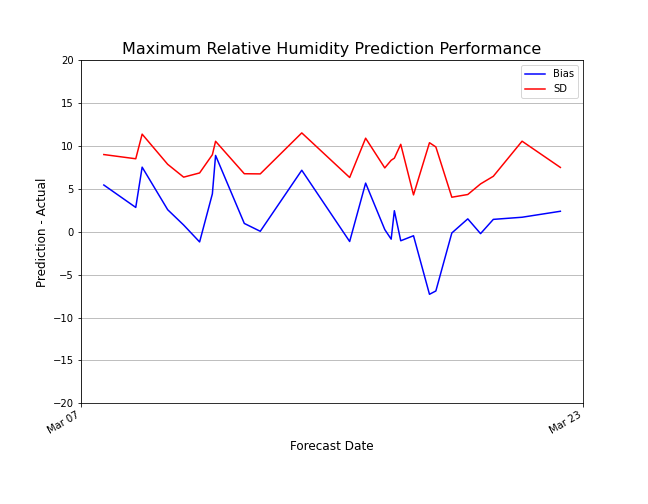 Maximum Relative Humidity Prediction Performance
Bias
SD
20
15
10
5
0
−5
−10
−15
−20
Prediction - Actual
Mar 07
Mar 23
Forecast Date